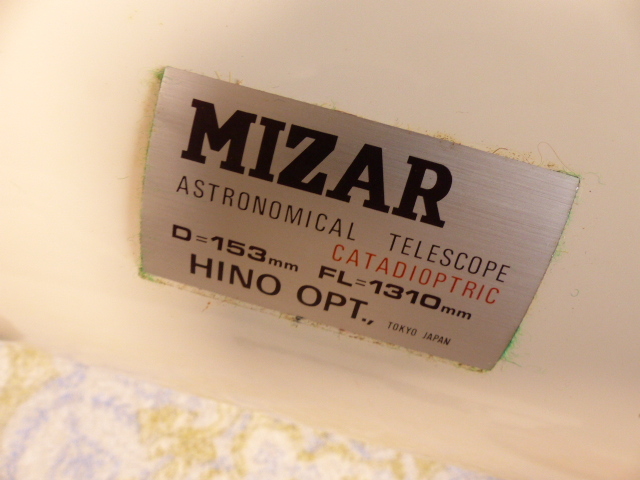 MIZAR
ASTRONOMICAL TELESCOPE
CATADIOPTRIC
D=153mm FL=1310mm
HINO OPT., TOKYO JAPAN